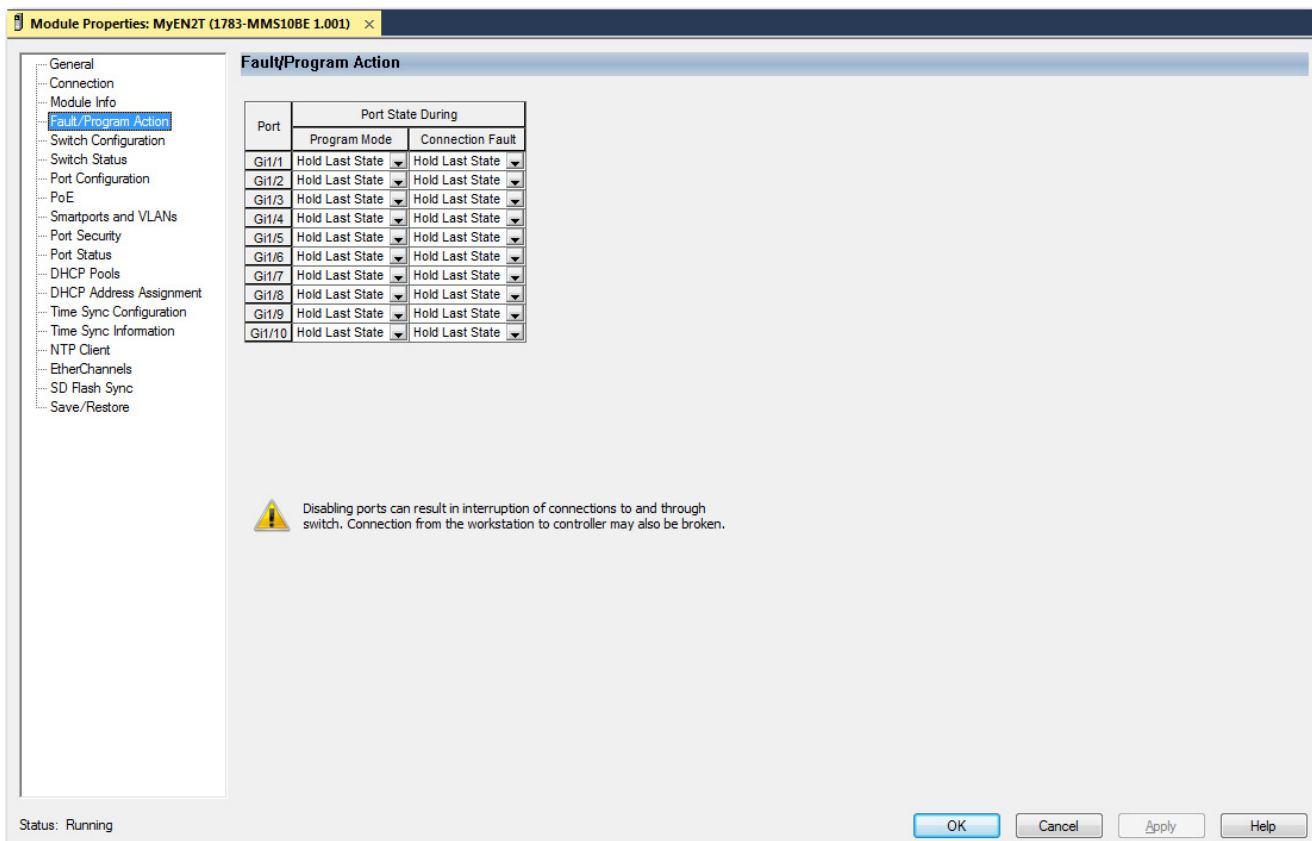 Module Properties: MyEN2T (1783-MMS10BE 1.001) ×
General
Connection
Module Info
Fault/Program Action
Switch Configuration
Switch Status
Port Configuration
PoE
Smartports and VLANs
Port Security
Port Status
DHCP Pools
DHCP Address Assignment
Time Sync Configuration
Time Sync Information
NTP Client
EtherChannels
SD Flash Sync
Save/Restore
Fault/Program Action
Port Port State During
Program Mode Connection Fault
Gi1/1 Hold Last State Hold Last State
Gi1/2 Hold Last State Hold Last State
Gi1/3 Hold Last State Hold Last State
Gi1/4 Hold Last State Hold Last State
Gi1/5 Hold Last State Hold Last State
Gi1/6 Hold Last State Hold Last State
Gi1/7 Hold Last State Hold Last State
Gi1/8 Hold Last State Hold Last State
Gi1/9 Hold Last State Hold Last State
Gi1/10 Hold Last State Hold Last State
Disabling ports can result in interruption of connections to and through
switch. Connection from the workstation to controller may also be broken.
Status: Running
OK Cancel Apply Help